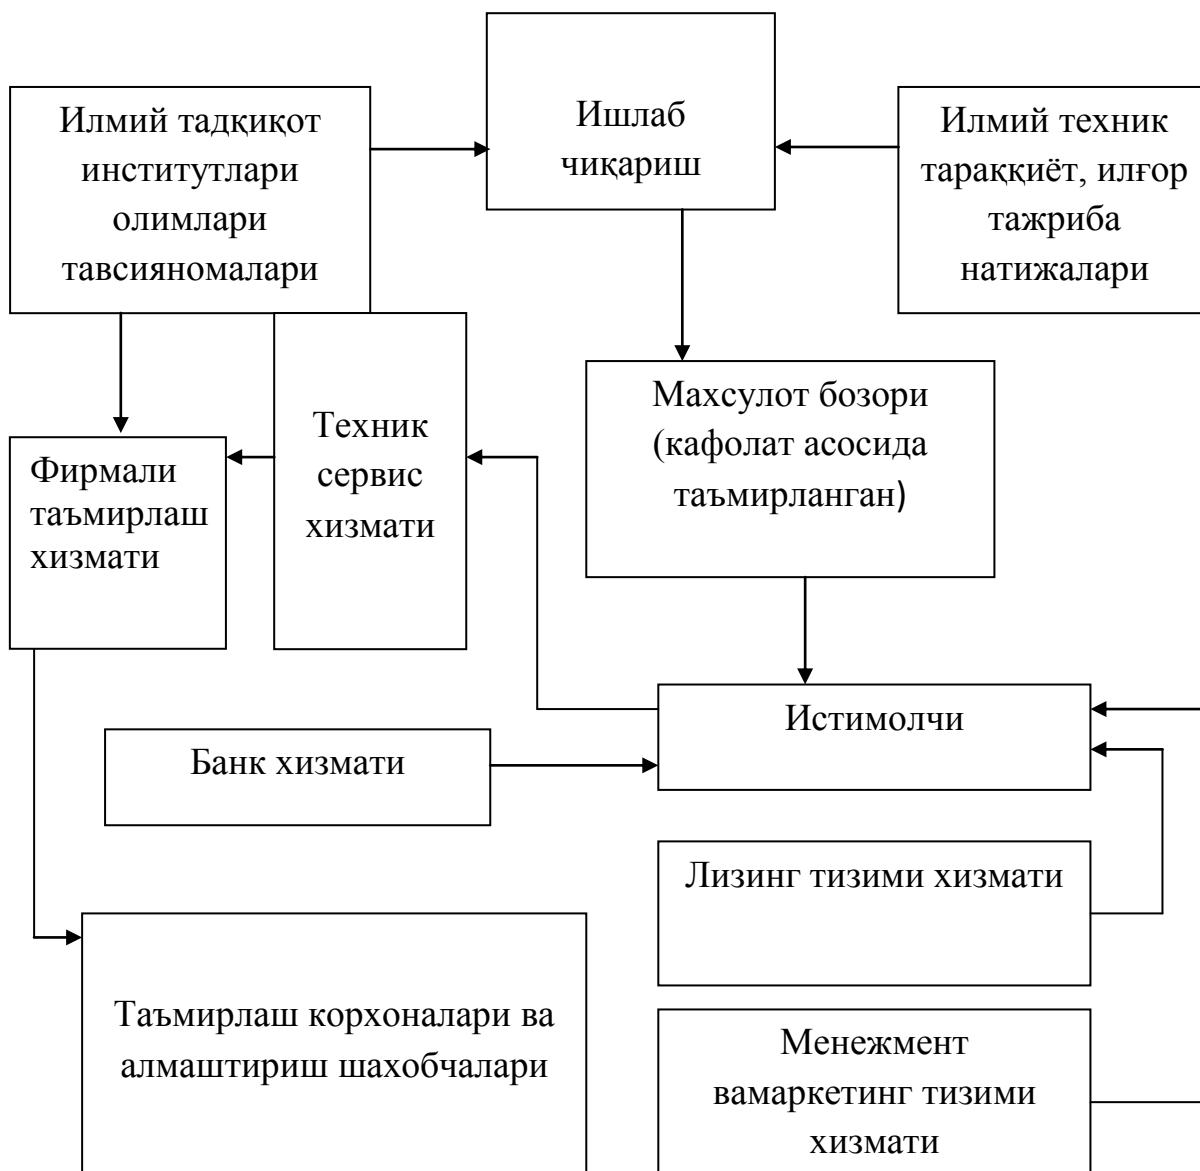 Илмий тадқиқот
институтлари
олимлари
тавсияномалари
Ишлаб
чиқариш
Илмий техник
тараққиёт, илғор
тажриба
натижалари
Махсулот бозори
(кафолат асосида
таъмирланган)
Техник
сервис
хизмати
Фирмали
таъмирлаш
хизмати
Истимолчи
Банк хизмати
Лизинг тизими хизмати
Таъмирлаш корхоналари ва
алмаштириш шахобчалари
Менежмент
вамаркетинг тизими
хизмати